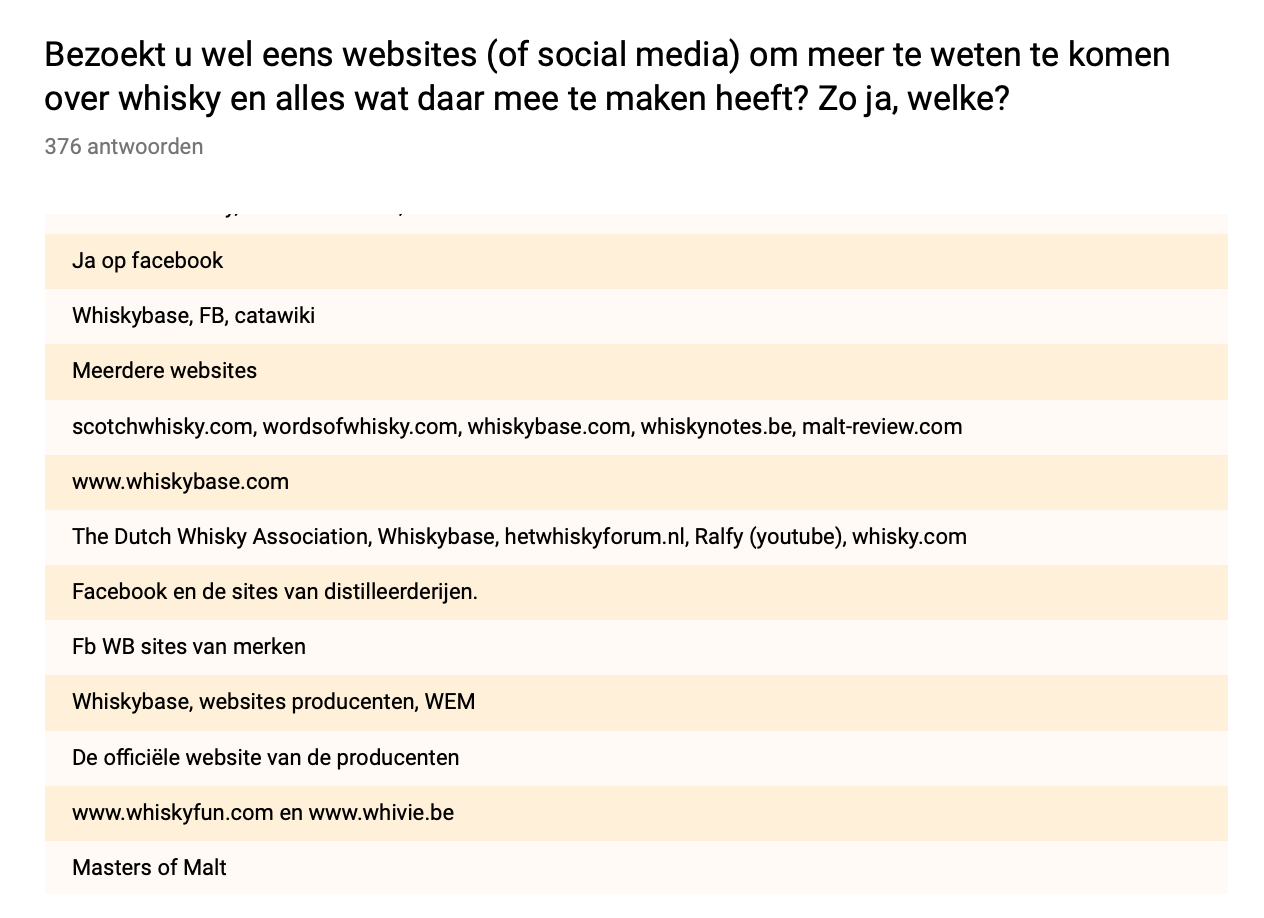 Bezoekt u wel eens websites (of social media) om meer te weten te komen
over whisky en alles wat daar mee te maken heeft? Zo ja, welke?
376 antwoorden
Ja op facebook
Whiskybase, FB, catawiki
Meerdere websites
scotchwhisky.com, wordsofwhisky.com, whiskybase.com, whiskynotes.be, malt-review.com
www.whiskybase.com
The Dutch Whisky Association, Whiskybase, hetwhiskyforum.nl, Ralfy (youtube), whisky.com
Facebook en de sites van distilleerderijen.
Fb WB sites van merken
Whiskybase, websites producenten, WEM
De officiële website van de producenten
www.whiskyfun.com en www.whivie.be
Masters of Malt